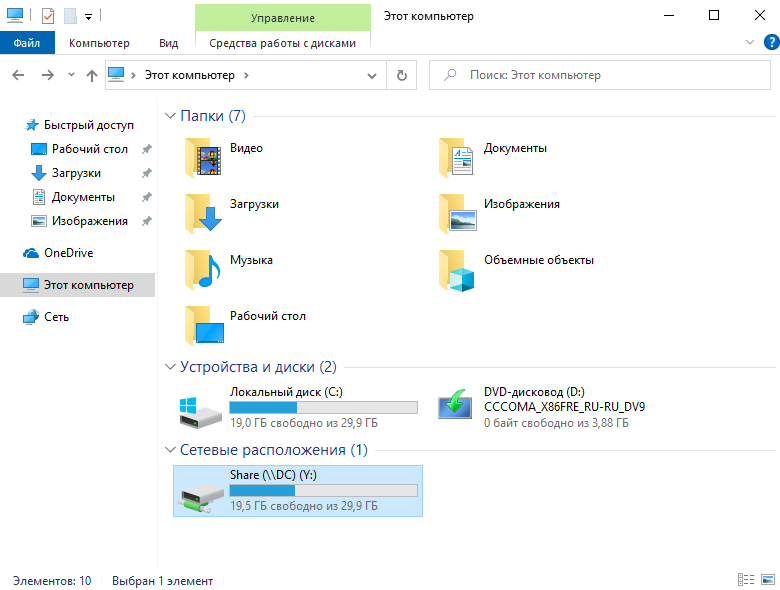 Управление
Этот компьютер
Файл
Компьютер
Вид
Средства работы с дисками
Этот компьютер
Поиск: Этот компьютер
Быстрый доступ
Рабочий стол
Загрузки
Документы
Изображения
OneDrive
Этот компьютер
Сеть
Папки (7)
Видео
Документы
Загрузки
Изображения
Музыка
Объемные объекты
Рабочий стол
Устройства и диски (2)
Локальный диск (C:)
19,0 ГБ свободно из 29,9 ГБ
DVD-дисковод (D:)
CCCOMA_X86FRE_RU-RU_DV9
0 байт свободно из 3,88 ГБ
Сетевые расположения (1)
Share (\\DC) (Y:)
19,5 ГБ свободно из 29,9 ГБ
Элементов: 10
Выбран 1 элемент